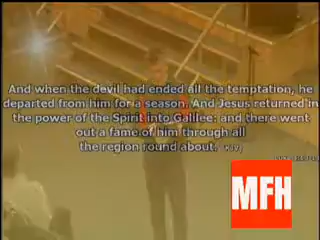 And when the devil had ended all the temptation, he
departed from him for a season. And Jesus returned in
the power of the Spirit into Galilee: and there went
out a fame of him through all
the region round about.
MFH